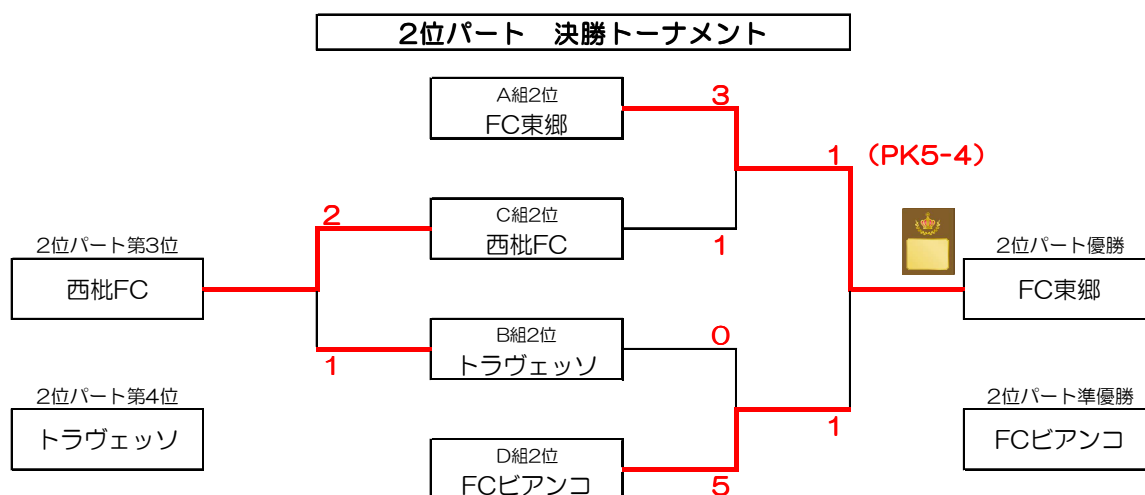 2位パート 決勝トーナメント
A組2位
FC東郷
3
1 (PK5-4)
C組2位
西枇FC
2
1
2位パート第3位
西枇FC
2位パート優勝
FC東郷
B組2位
トラヴェッソ
0
1
2位パート第4位
トラヴェッソ
2位パート準優勝
FCビアンコ
1
D組2位
FCビアンコ
5